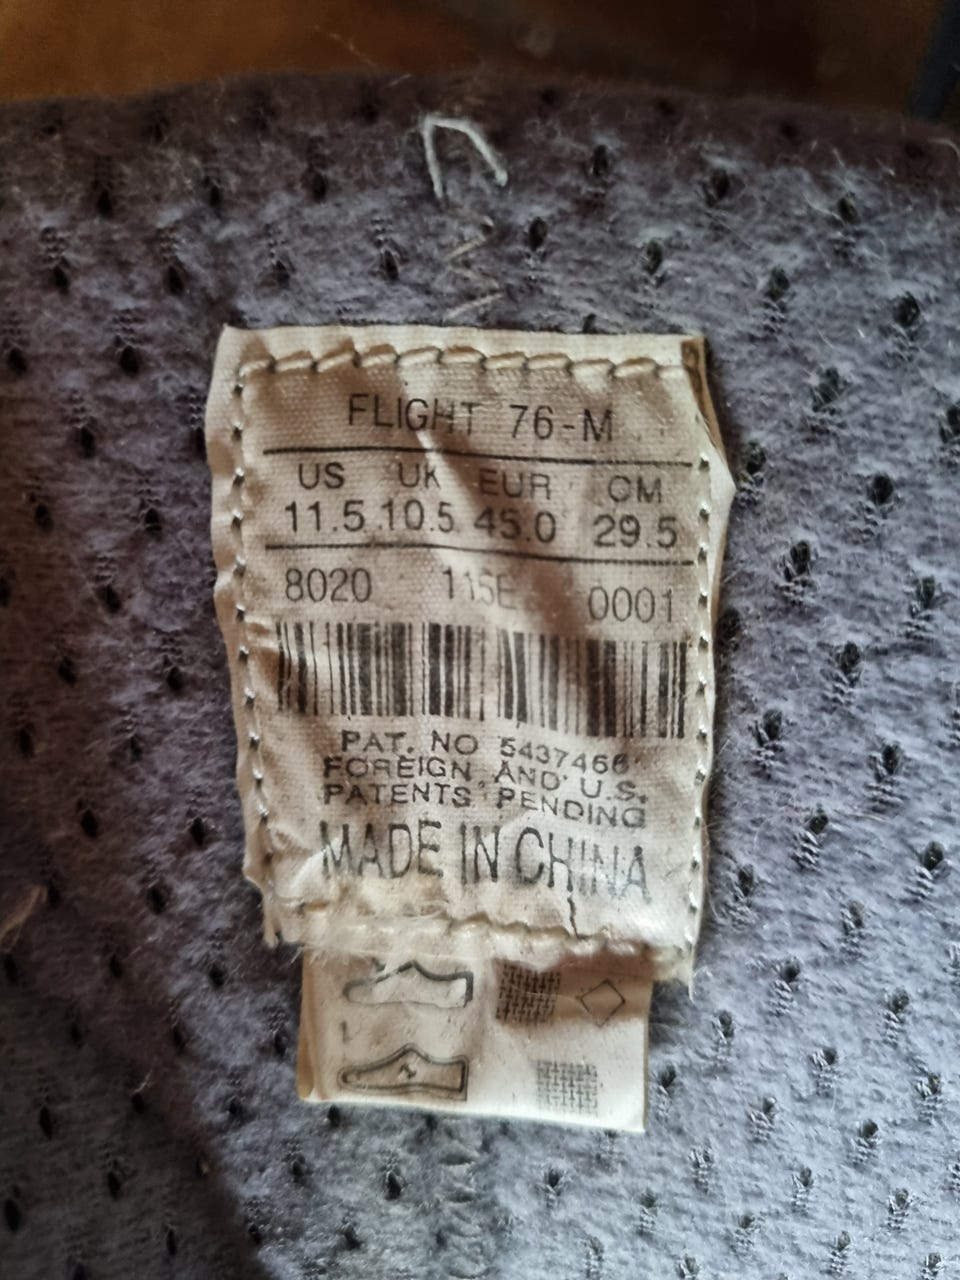 FLIGHT 76-M
US UK EUR CM
11.5 10.5 45.0 29.5
8020 115E 0001
PAT. NO 5437466
FOREIGN AND U.S.
PATENTS PENDING
MADE IN CHINA